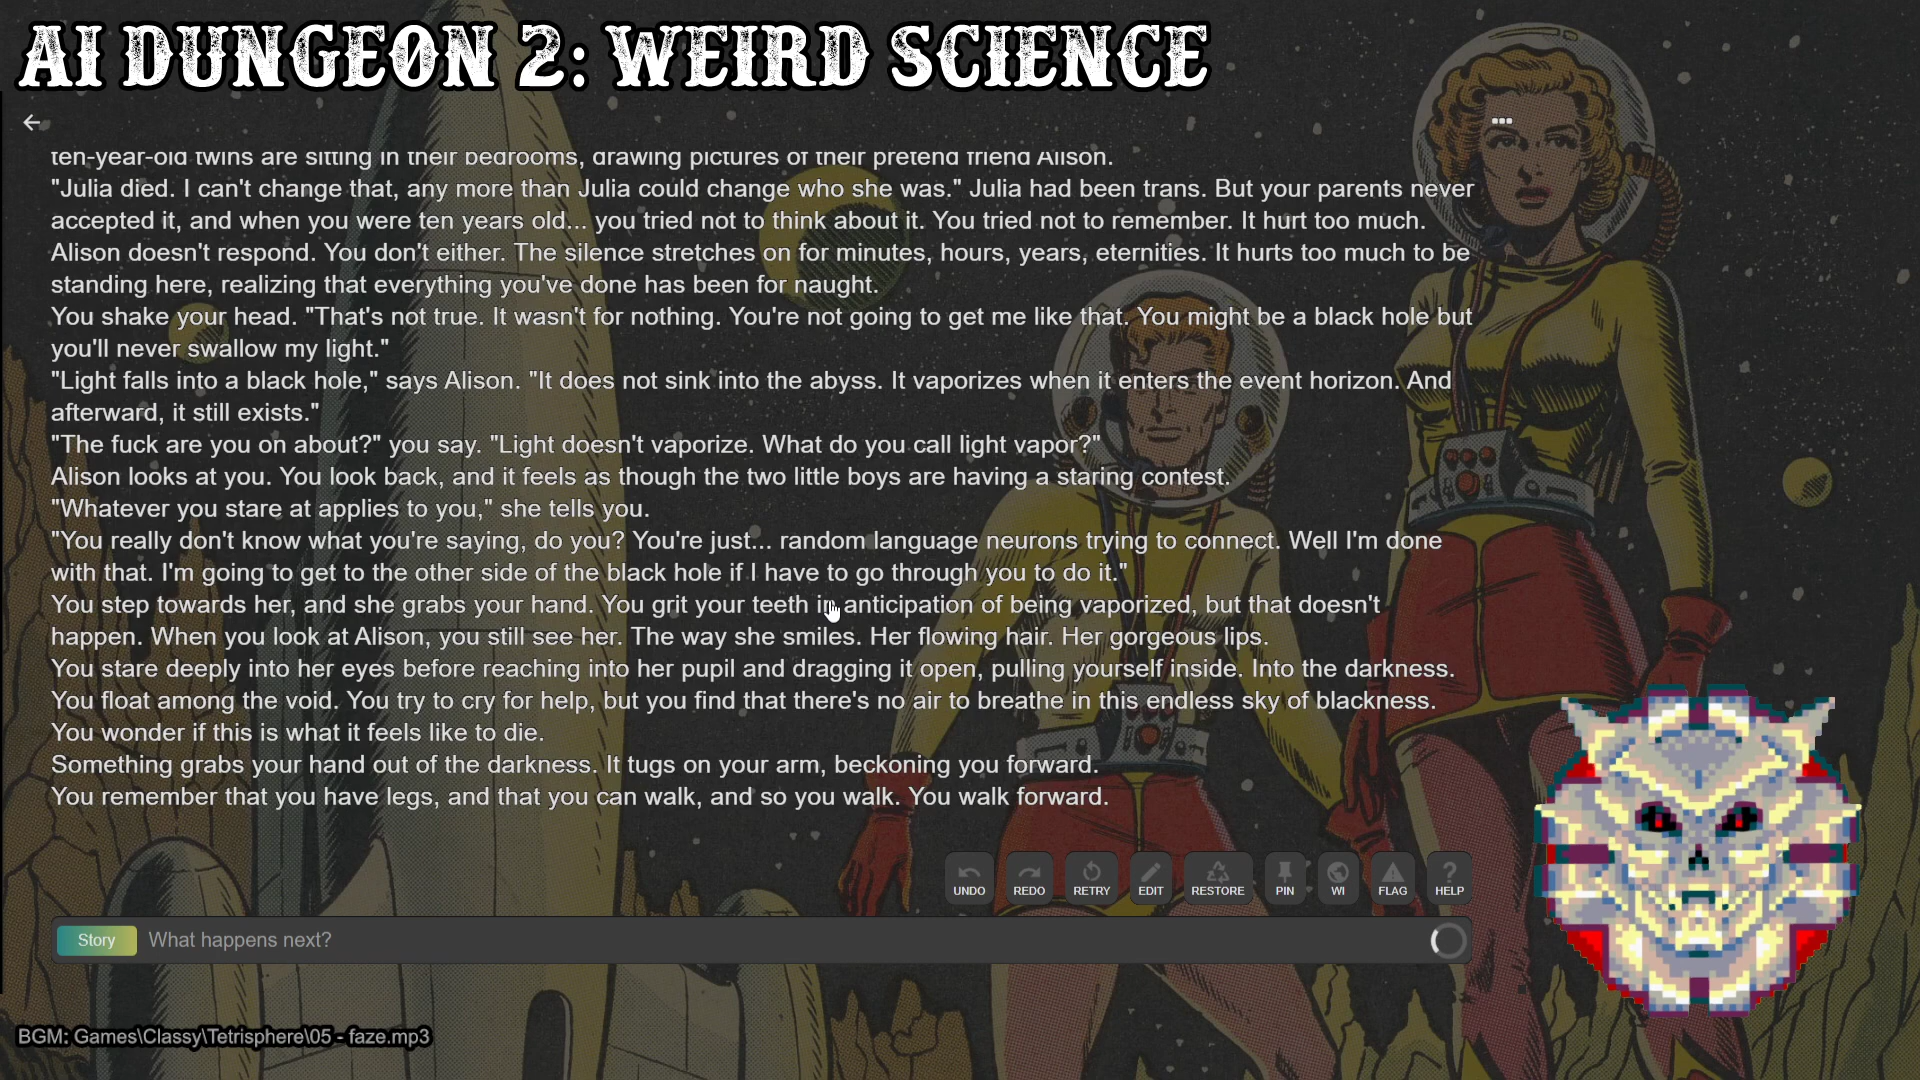 AI DUNGEON 2: WEIRD SCIENCE
ten-year-old twins are sitting in their bedrooms, drawing pictures of their pretend friend Alison.
"Julia died. I can't change that, any more than Julia could change who she was." Julia had been trans. But your parents never
accepted it, and when you were ten years old... you tried not to think about it. You tried not to remember. It hurt too much.
Alison doesn't respond. You don't either. The silence stretches on for minutes, hours, years, eternities. It hurts too much to be
standing here, realizing that everything you've done has been for naught.
You shake your head. "That's not true. It wasn't for nothing. You're not going to get me like that. You might be a black hole but
you'll never swallow my light."
"Light falls into a black hole," says Alison. "It does not sink into the abyss. It vaporizes when it enters the event horizon. And
afterward, it still exists."
"The fuck are you on about?" you say. "Light doesn't vaporize. What do you call light vapor?"
Alison looks at you. You look back, and it feels as though the two little boys are having a staring contest.
"Whatever you stare at applies to you," she tells you.
"You really don't know what you're saying, do you? You're just... random language neurons trying to connect. Well I'm done
with that. I'm going to get to the other side of the black hole if I have to go through you to do it."
You step towards her, and she grabs your hand. You grit your teeth in anticipation of being vaporized, but that doesn't
happen. When you look at Alison, you still see her. The way she smiles. Her flowing hair. Her gorgeous lips.
You stare deeply into her eyes before reaching into her pupil and dragging it open, pulling yourself inside. Into the darkness.
You float among the void. You try to cry for help, but you find that there's no air to breathe in this endless sky of blackness.
You wonder if this is what it feels like to die.
Something grabs your hand out of the darkness. It tugs on your arm, beckoning you forward.
You remember that you have legs, and that you can walk, and so you walk. You walk forward.
UNDO REDO RETRY EDIT RESTORE PIN WI FLAG HELP
Story What happens next?
BGM: Games\Classy\Tetrisphere\05 - faze.mp3